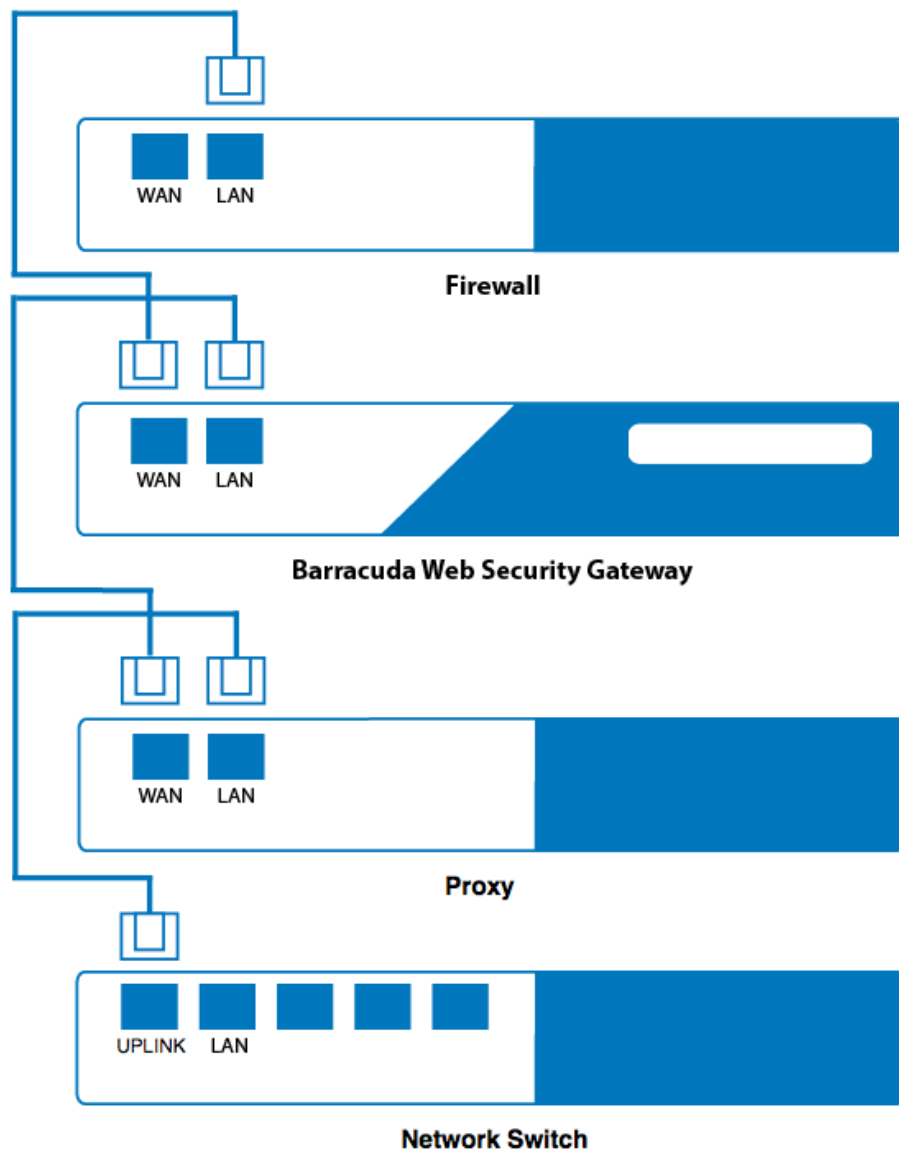 WAN LAN
Firewall
WAN LAN
Barracuda Web Security Gateway
WAN LAN
Proxy
UPLINK LAN
Network Switch